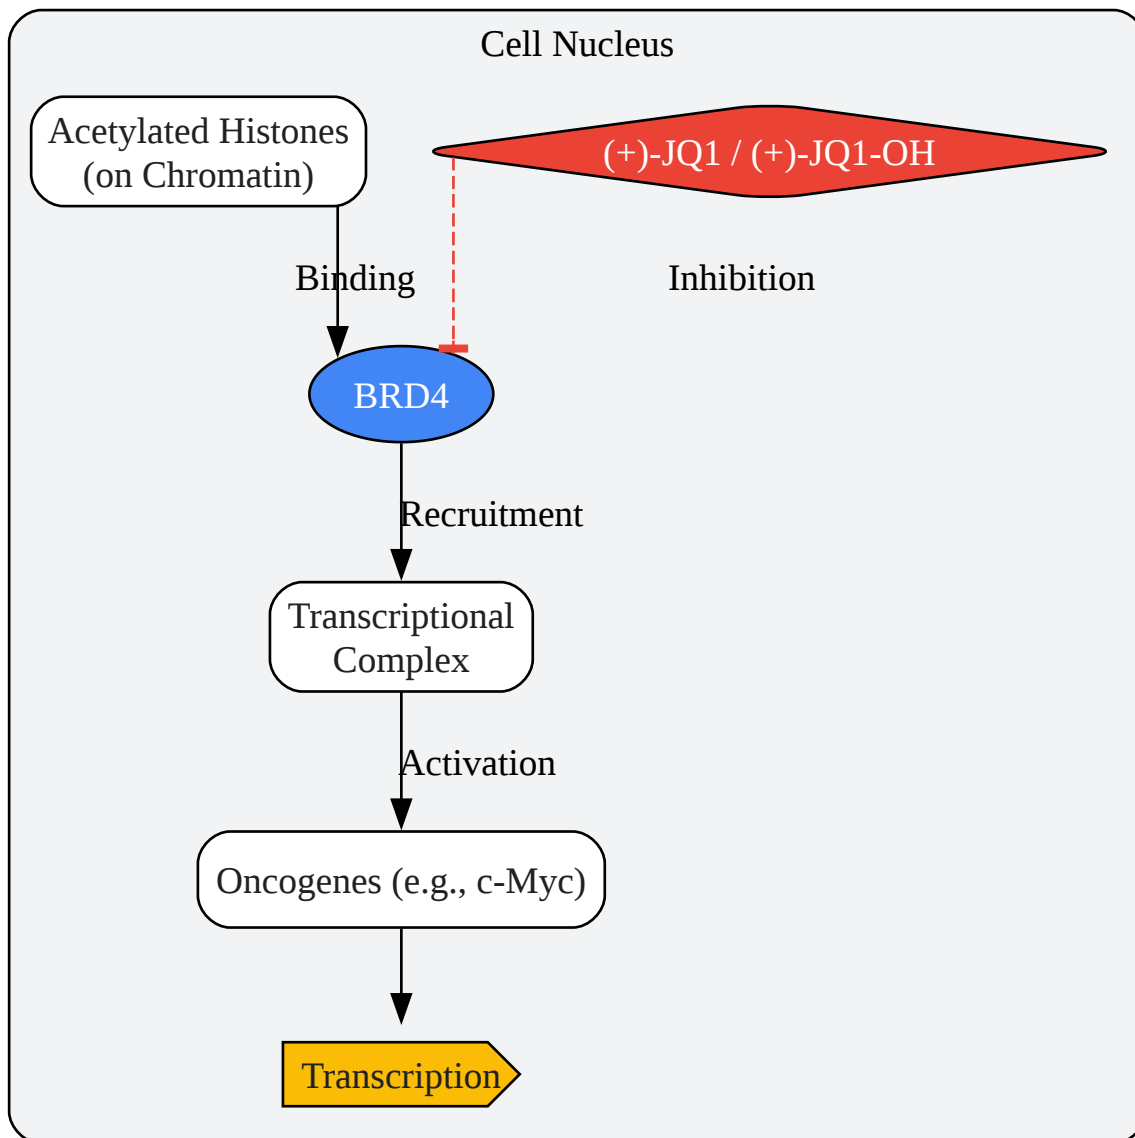 Cell Nucleus
Acetylated Histones
(on Chromatin)
(+)-JQ1 / (+)-JQ1-OH
Binding
Inhibition
BRD4
Recruitment
Transcriptional
Complex
Activation
Oncogenes (e.g., c-Myc)
Transcription